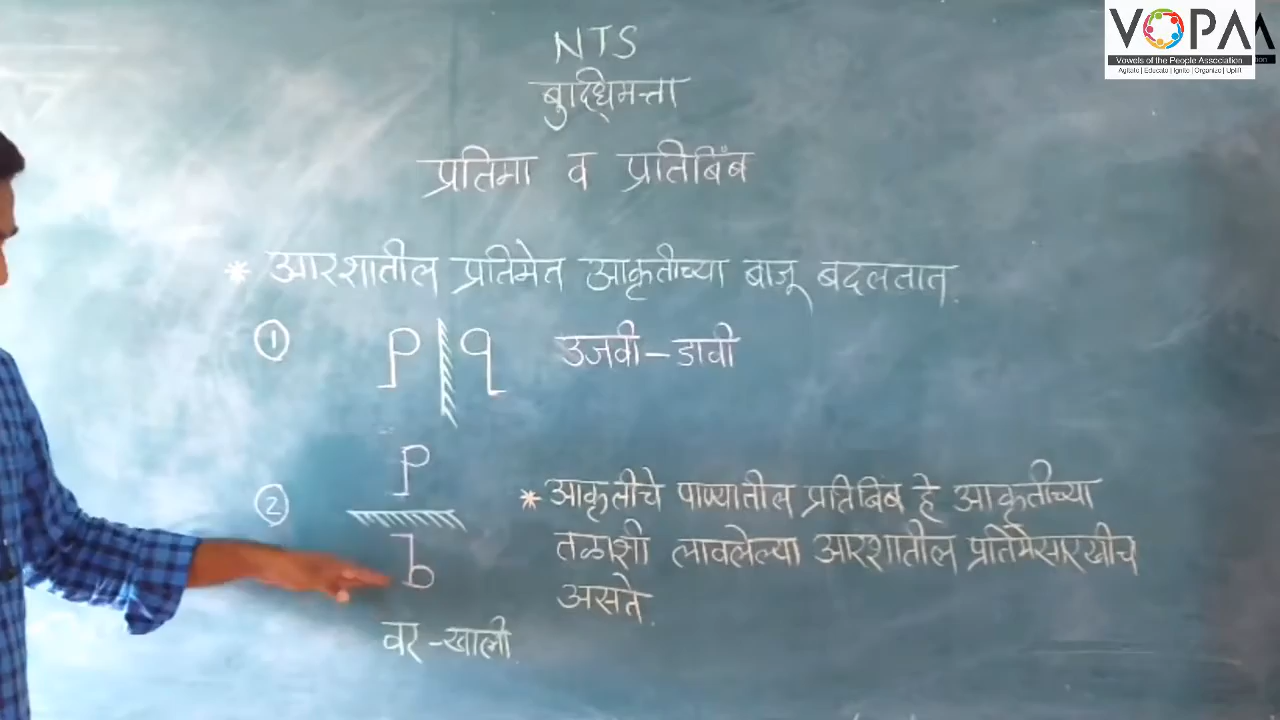 VOPA
Vowels of the People Association
Agitate | Educate | Ignite | Organize | Uplift
NTS
बुद्धिमत्ता
प्रतिमा व प्रतिबिंब
* आरशातील प्रतिमेत आकृतीच्या बाजू बदलतात.
① P q उजवी - डावी
P
②
b
वर - खाली
* आकृतीचे पाण्यातील प्रतिबिंब हे आकृतीच्या
तळाशी लावलेल्या आरशातील प्रतिमेसारखीच
असते.